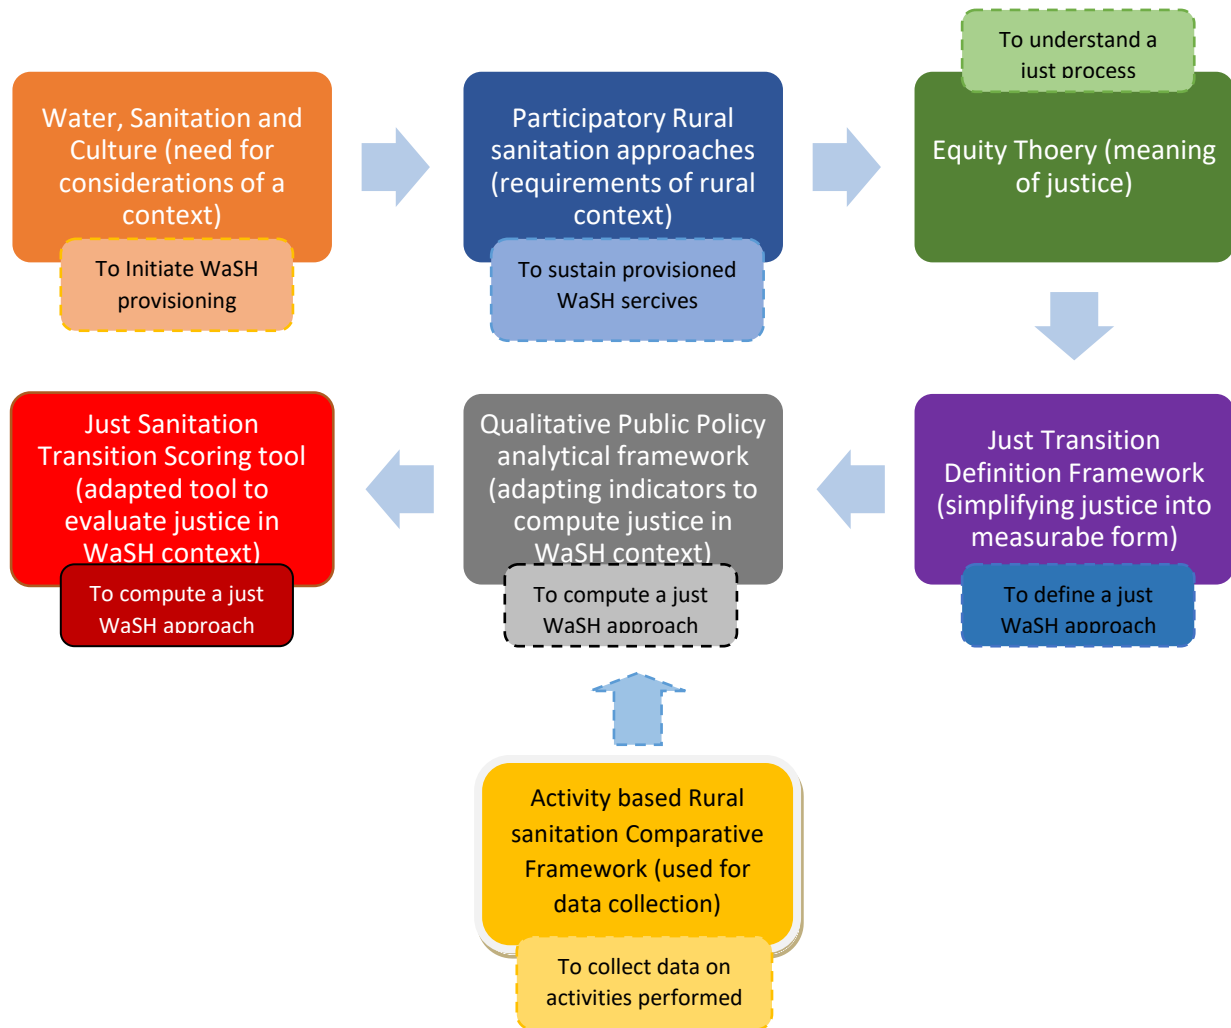 To understand a
just process
Water, Sanitation and
Culture (need for
considerations of a
context)
To Initiate WaSH
provisioning
Participatory Rural
sanitation approaches
(requirements of rural
context)
To sustain provisioned
WaSH sercives
Equity Thoery (meaning
of justice)
Just Transition
Definition Framework
(simplifying justice into
measurabe form)
To define a just
WaSH approach
Qualitative Public Policy
analytical framework
(adapting indicators to
compute justice in
WaSH context)
To compute a just
WaSH approach
Just Sanitation
Transition Scoring tool
(adapted tool to
evaluate justice in
WaSH context)
To compute a just
WaSH approach
Activity based Rural
sanitation Comparative
Framework (used for
data collection)
To collect data on
activities performed